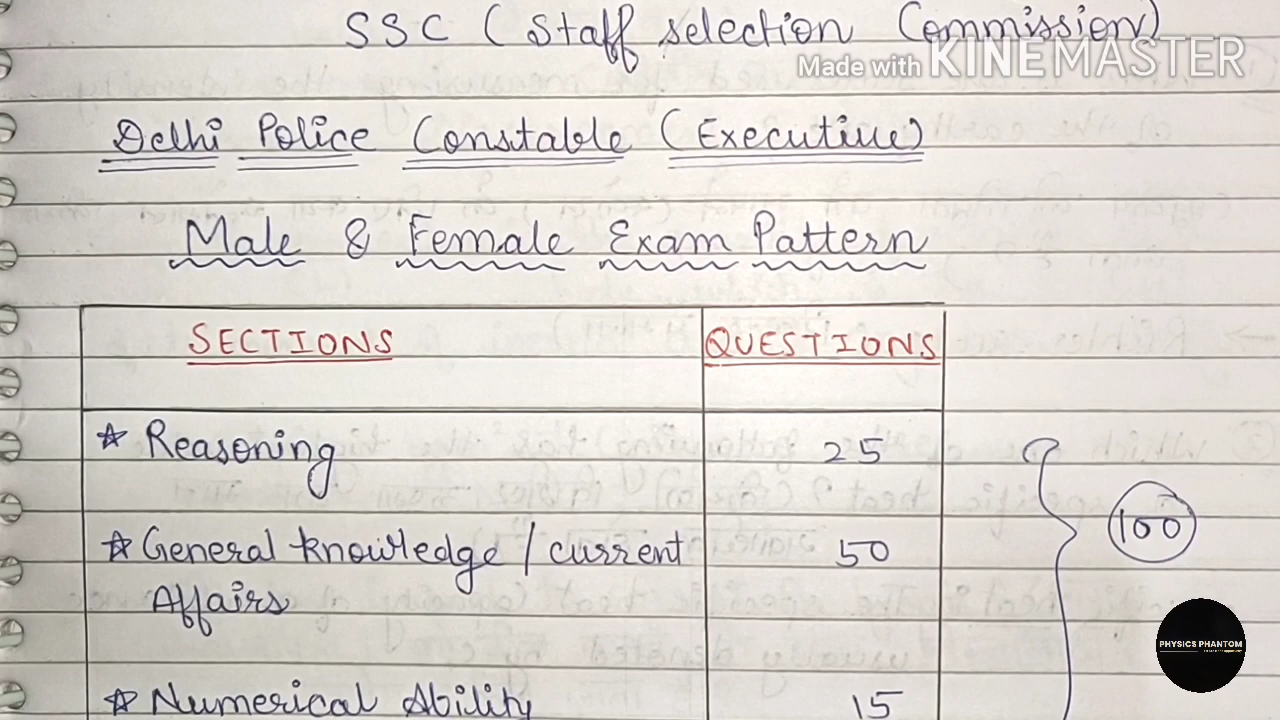 SSC (Staff selection Commission)
Made with KINEMASTER
Delhi Police Constable (Executive)
Male & Female Exam Pattern
SECTIONS QUESTIONS
☆ Reasoning 25
100
☆ General knowledge / current 50
Affairs
PHYSICS PHANTOM
☆ Numerical Ability 15